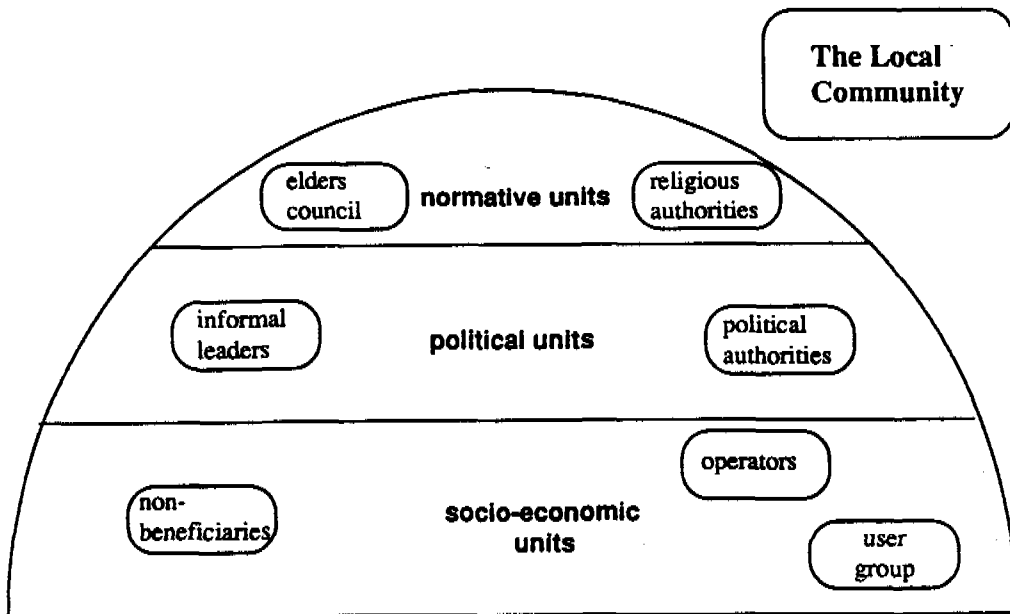 The Local
Community
elders
council
normative units
religious
authorities
informal
leaders
political units
political
authorities
operators
non-
beneficiaries
socio-economic
units
user
group